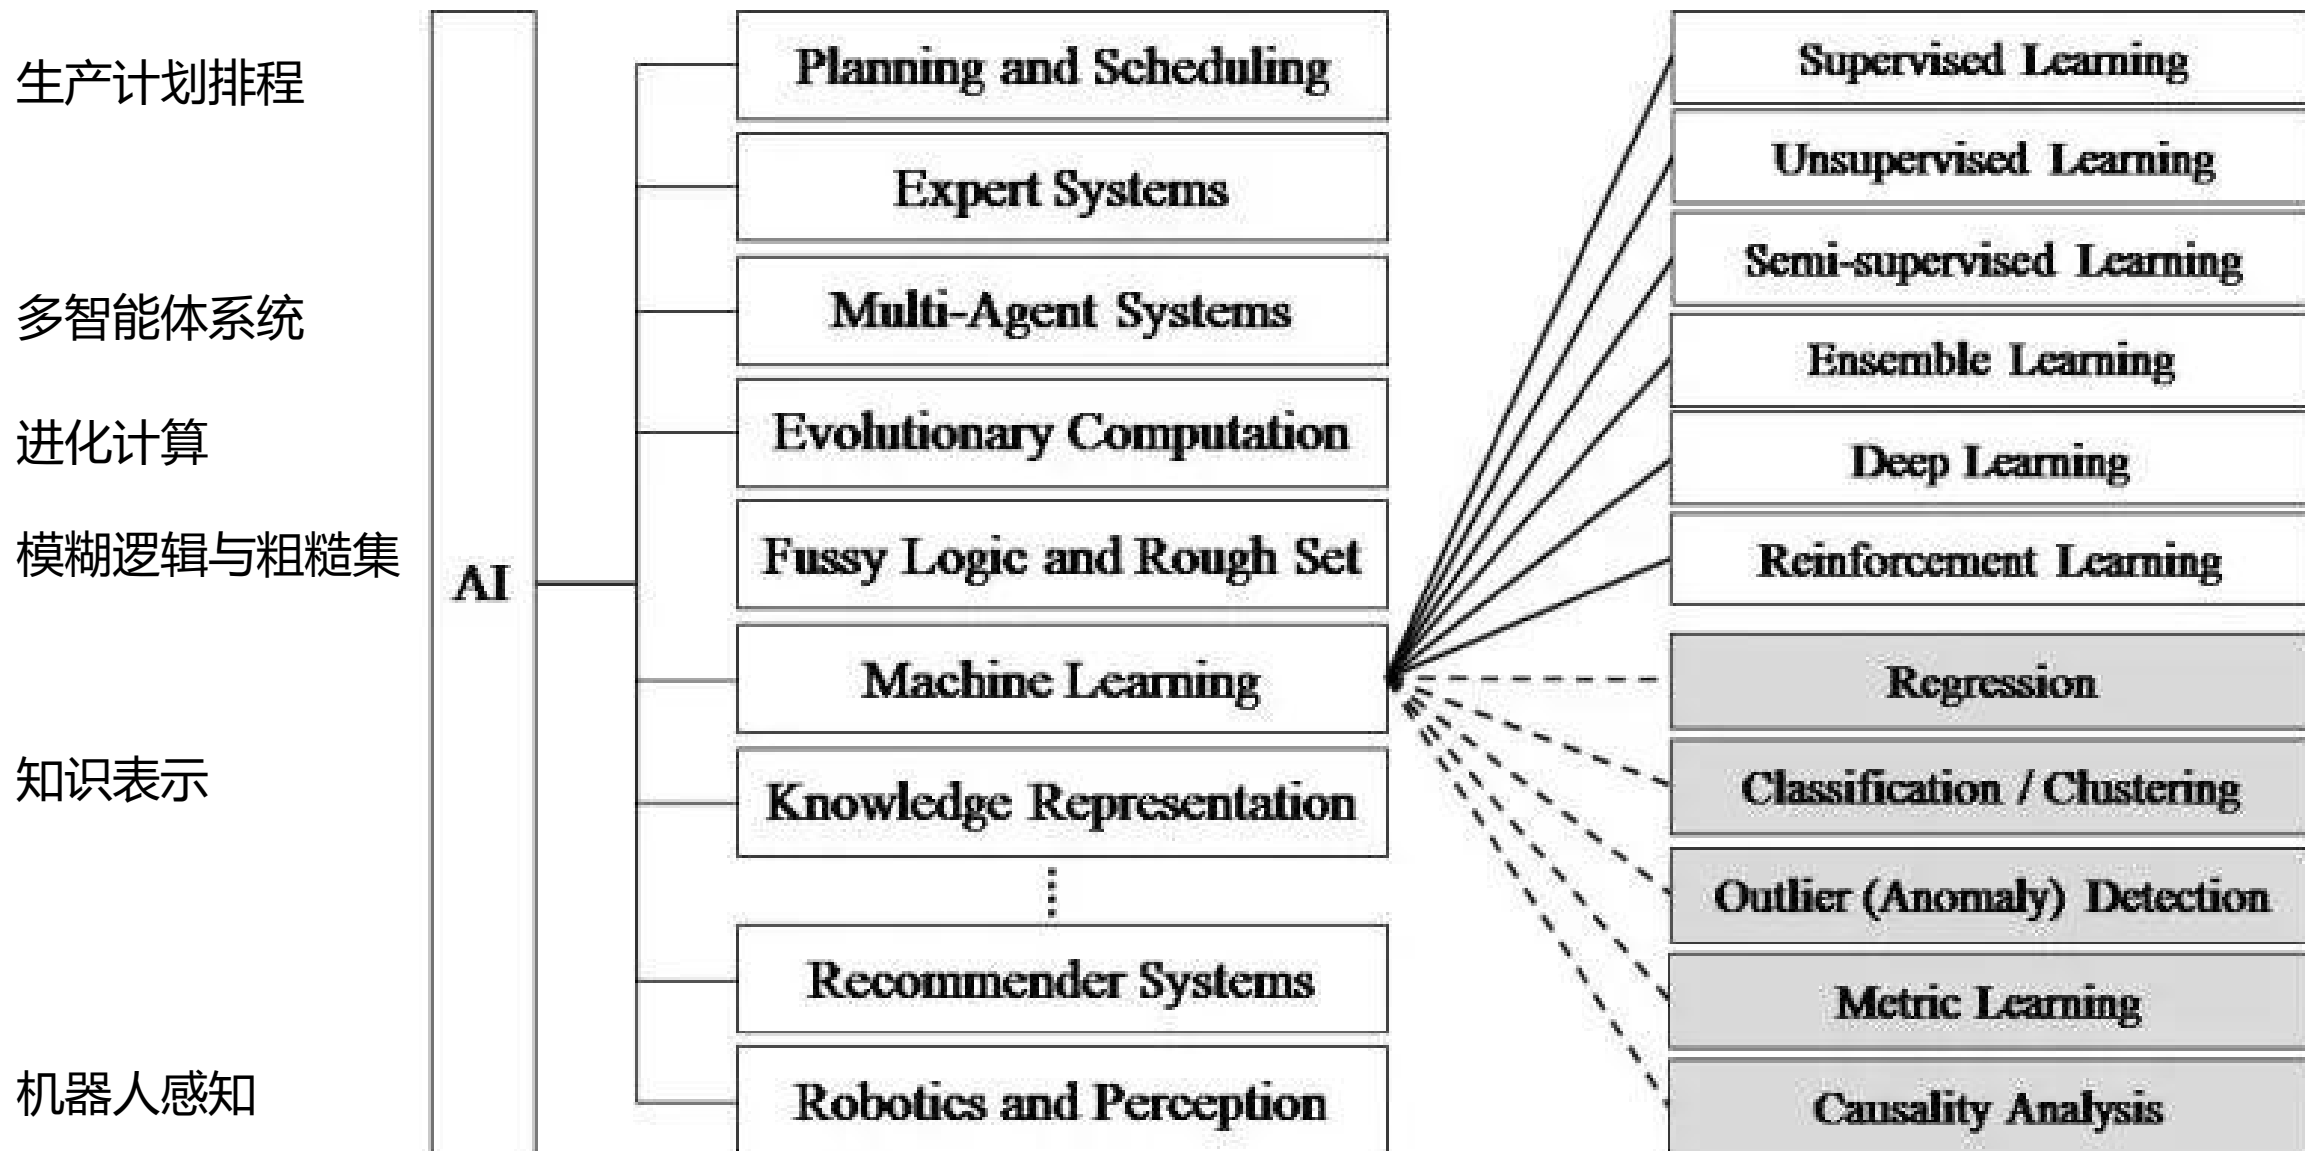 生产计划排程
多智能体系统
进化计算
模糊逻辑与粗糙集
知识表示
机器人感知
AI
Planning and Scheduling
Expert Systems
Multi-Agent Systems
Evolutionary Computation
Fussy Logic and Rough Set
Machine Learning
Knowledge Representation
Recommender Systems
Robotics and Perception
Supervised Learning
Unsupervised Learning
Semi-supervised Learning
Ensemble Learning
Deep Learning
Reinforcement Learning
Regression
Classification / Clustering
Outlier (Anomaly) Detection
Metric Learning
Causality Analysis